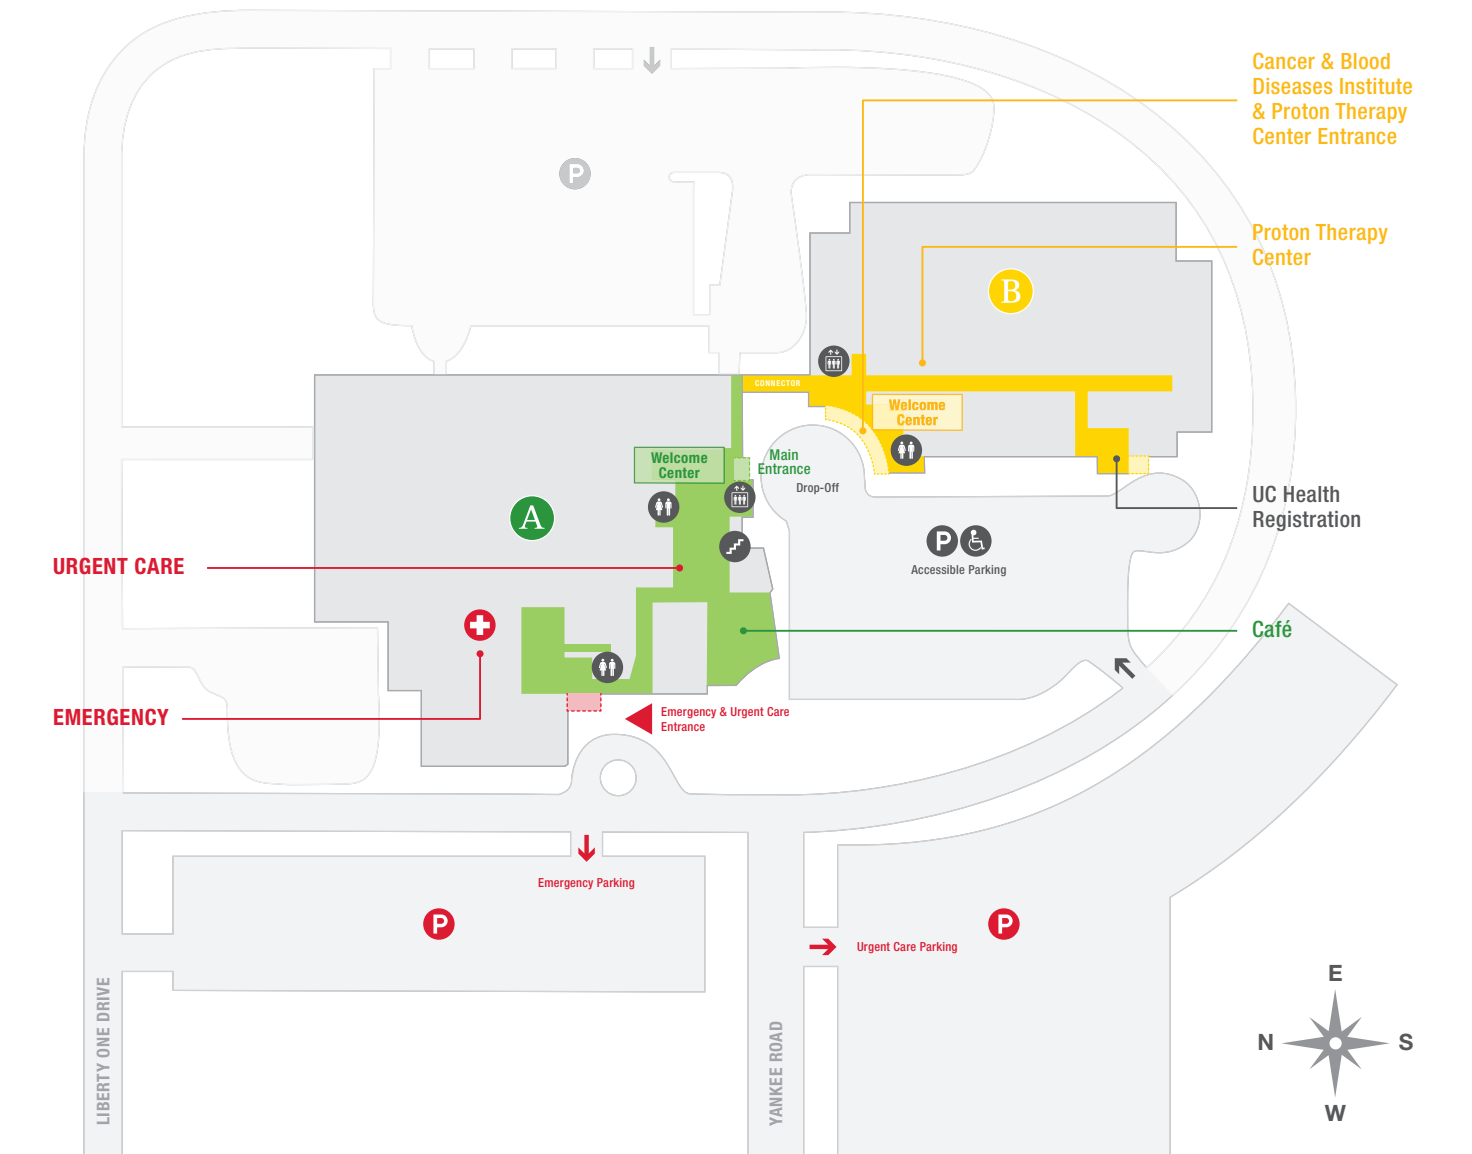 Cancer & Blood
Diseases Institute
& Proton Therapy
Center Entrance
P
Proton Therapy
Center
B
CONNECTOR
Welcome
Center
Welcome
Center
Main
Entrance
Drop-Off
UC Health
Registration
A
P
Accessible Parking
URGENT CARE
Café
EMERGENCY
Emergency & Urgent Care
Entrance
Emergency Parking
P
P
Urgent Care Parking
LIBERTY ONE DRIVE
YANKEE ROAD
E
N
S
W